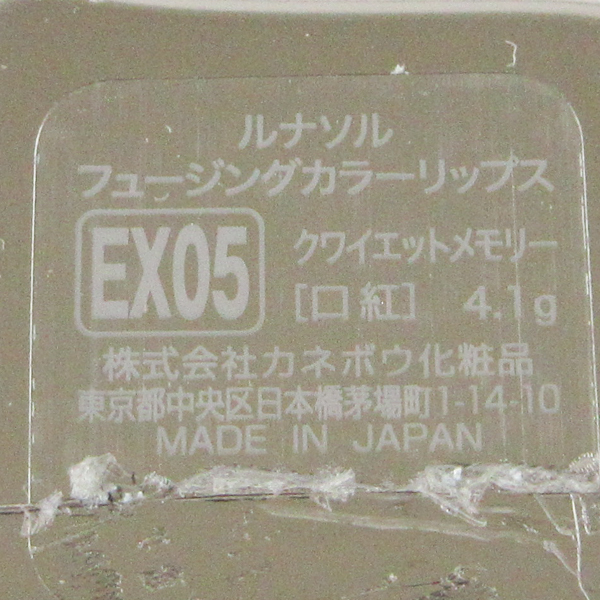 ルナソル
フュージングカラーリップス
EX05
クワイエットメモリー
[口紅] 4.1g
株式会社カネボウ化粧品
東京都中央区日本橋茅場町1-14-10
MADE IN JAPAN